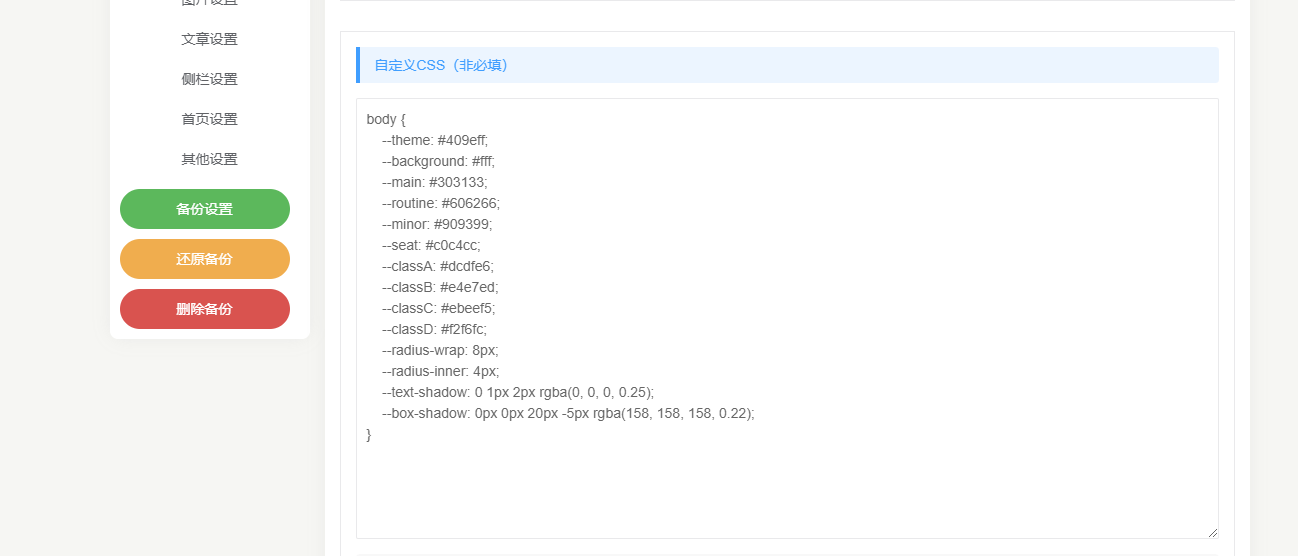 图片设置
文章设置
侧栏设置
首页设置
其他设置
备份设置
还原备份
删除备份
自定义CSS（非必填）
body {
    --theme: #409eff;
    --background: #fff;
    --main: #303133;
    --routine: #606266;
    --minor: #909399;
    --seat: #c0c4cc;
    --classA: #dcdfe6;
    --classB: #e4e7ed;
    --classC: #ebeef5;
    --classD: #f2f6fc;
    --radius-wrap: 8px;
    --radius-inner: 4px;
    --text-shadow: 0 1px 2px rgba(0, 0, 0, 0.25);
    --box-shadow: 0px 0px 20px -5px rgba(158, 158, 158, 0.22);
}